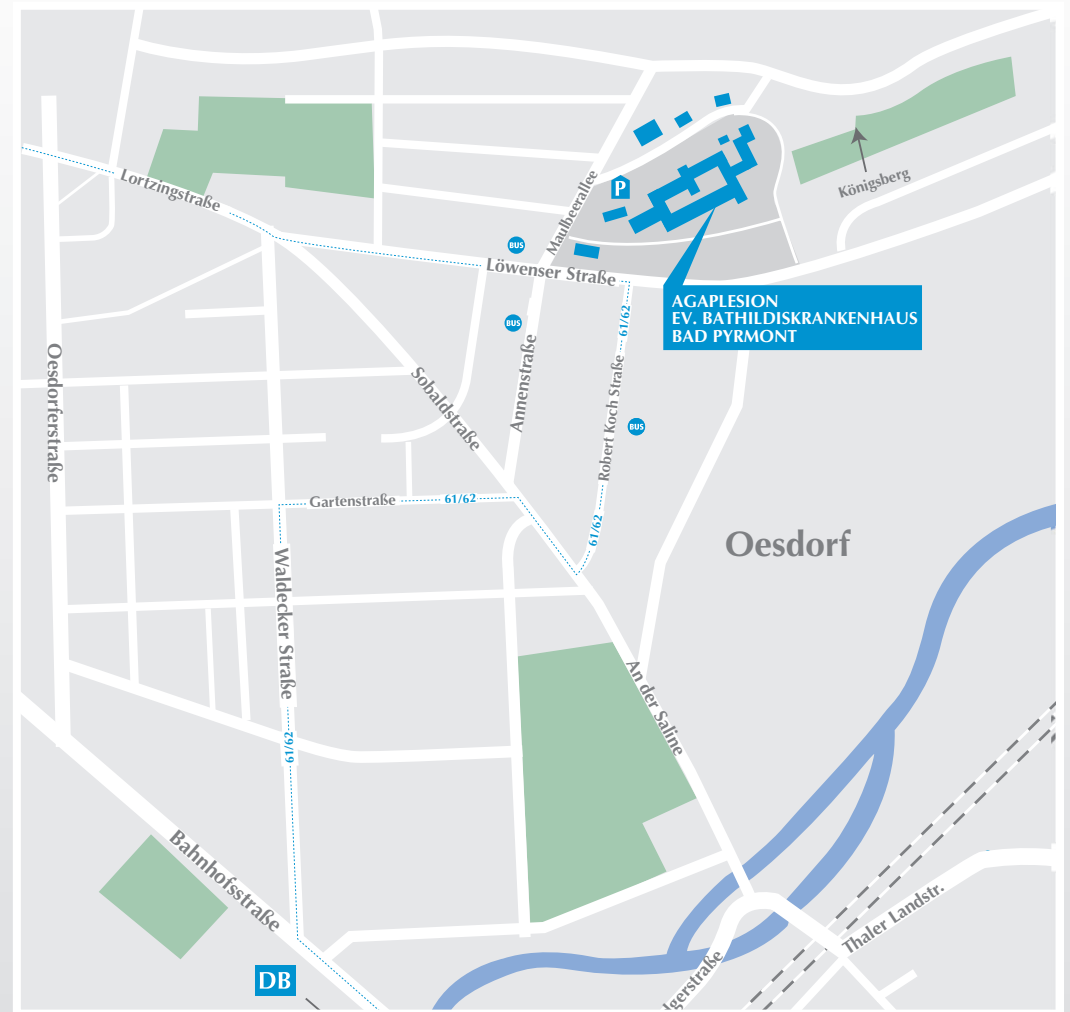 Lortzingstraße
Maulbeerallee
P
Königsberg
BUS
Löwenser Straße
AGAPLESION
EV. BATHILDISKRANKENHAUS
BAD PYRMONT
BUS
61/62
Oesdorferstraße
Sobaldstraße
Annenstraße
Robert Koch Straße
BUS
Gartenstraße
61/62
61/62
Oesdorf
Waldecker Straße
An der Saline
61/62
Bahnhofsstraße
Thaler Landstr.
DB